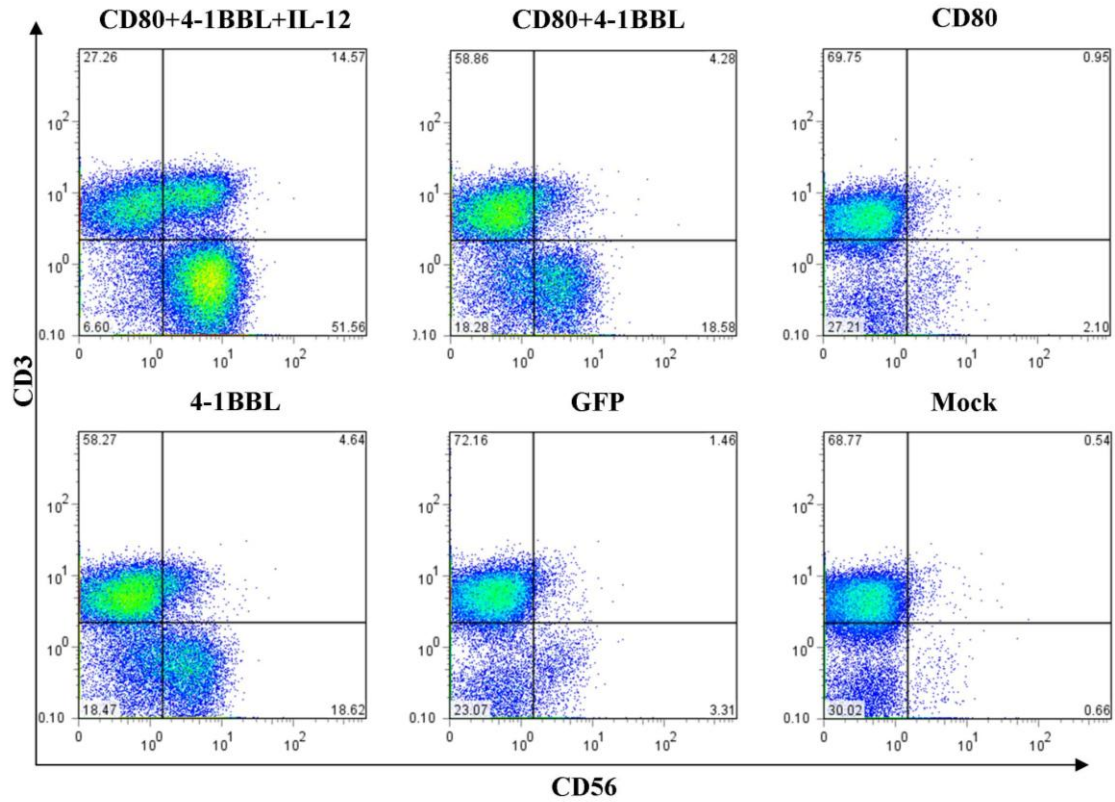 CD80+4-1BBL+IL-12 CD80+4-1BBL CD80
27.26 14.57 58.86 4.28 69.75 0.95
10² 10² 10²
10¹ 10¹ 10¹
10⁰ 10⁰ 10⁰
6.60 51.56 18.28 18.58 27.21 2.10
0.10 0.10 0.10
0 10⁰ 10¹ 10² 0 10⁰ 10¹ 10² 0 10⁰ 10¹ 10²
CD3
4-1BBL GFP Mock
58.27 4.64 72.16 1.46 68.77 0.54
10² 10² 10²
10¹ 10¹ 10¹
10⁰ 10⁰ 10⁰
18.47 18.62 23.07 3.31 30.02 0.66
0.10 0.10 0.10
0 10⁰ 10¹ 10² 0 10⁰ 10¹ 10² 0 10⁰ 10¹ 10²
CD56